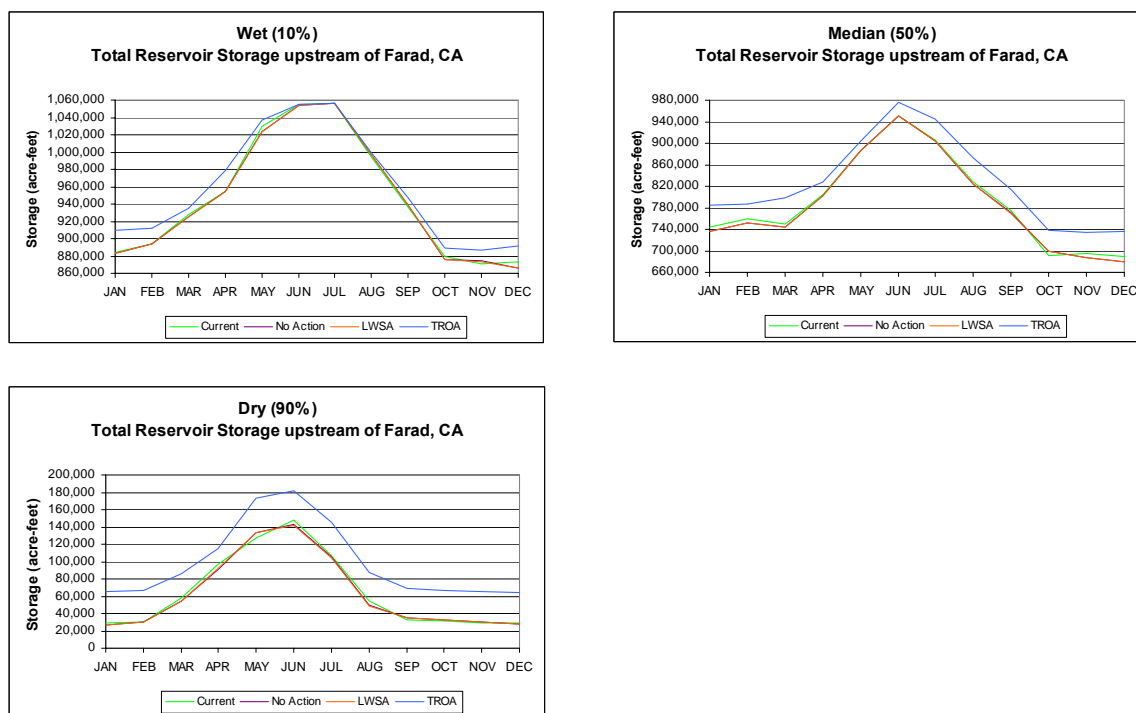 Wet (10%)
Total Reservoir Storage upstream of Farad, CA
Storage (acre-feet)
1,060,000
1,040,000
1,020,000
1,000,000
980,000
960,000
940,000
920,000
900,000
880,000
860,000
JAN FEB MAR APR MAY JUN JUL AUG SEP OCT NOV DEC
Current No Action LWSA TROA
Median (50%)
Total Reservoir Storage upstream of Farad, CA
Storage (acre-feet)
980,000
940,000
900,000
860,000
820,000
780,000
740,000
700,000
660,000
JAN FEB MAR APR MAY JUN JUL AUG SEP OCT NOV DEC
Current No Action LWSA TROA
Dry (90%)
Total Reservoir Storage upstream of Farad, CA
Storage (acre-feet)
200,000
180,000
160,000
140,000
120,000
100,000
80,000
60,000
40,000
20,000
0
JAN FEB MAR APR MAY JUN JUL AUG SEP OCT NOV DEC
Current No Action LWSA TROA